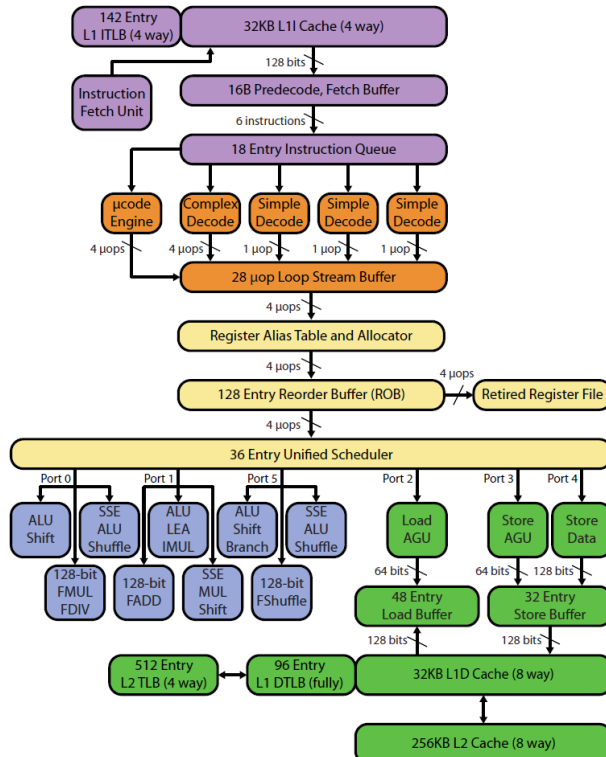 142 Entry
L1 ITLB (4 way)
32KB L1I Cache (4 way)
128 bits
Instruction
Fetch Unit
16B Predecode, Fetch Buffer
6 instructions
18 Entry Instruction Queue
µcode
Engine
Complex
Decode
Simple
Decode
Simple
Decode
Simple
Decode
4 µops
4 µops
1 µop
1 µop
1 µop
28 µop Loop Stream Buffer
4 µops
Register Alias Table and Allocator
4 µops
4 µops
128 Entry Reorder Buffer (ROB)
Retired Register File
4 µops
36 Entry Unified Scheduler
Port 0
Port 1
Port 5
Port 2
Port 3
Port 4
ALU
Shift
SSE
ALU
Shuffle
ALU
LEA
IMUL
ALU
Shift
Branch
SSE
ALU
Shuffle
Load
AGU
Store
AGU
Store
Data
128-bit
FMUL
FDIV
128-bit
FADD
SSE
MUL
Shift
128-bit
FShuffle
64 bits
64 bits
128 bits
48 Entry
Load Buffer
32 Entry
Store Buffer
128 bits
128 bits
512 Entry
L2 TLB (4 way)
96 Entry
L1 DTLB (fully)
32KB L1D Cache (8 way)
256KB L2 Cache (8 way)